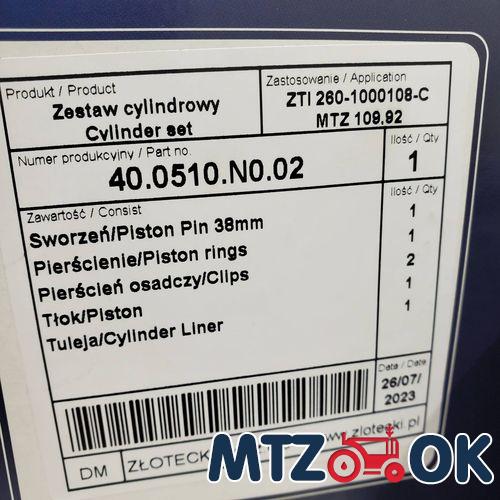 Produkt / Product
Zestaw cylindrowy
Cylinder set
Zastosowanie / Application
ZTI 260-1000108-C
MTZ 109,92
Numer produkcyjny / Part no.
40.0510.N0.02
Ilość / Qty
1
Zawartość / Consist
Ilość / Qty
Sworzeń/Piston Pin 38mm 1
Pierścienie/Piston rings 1
Pierścień osadczy/Clips 2
Tłok/Piston 1
Tuleja/Cylinder Liner 1
Data / Date
26/07/
2023
DM
www.zlotecki.pl
MTZ OK